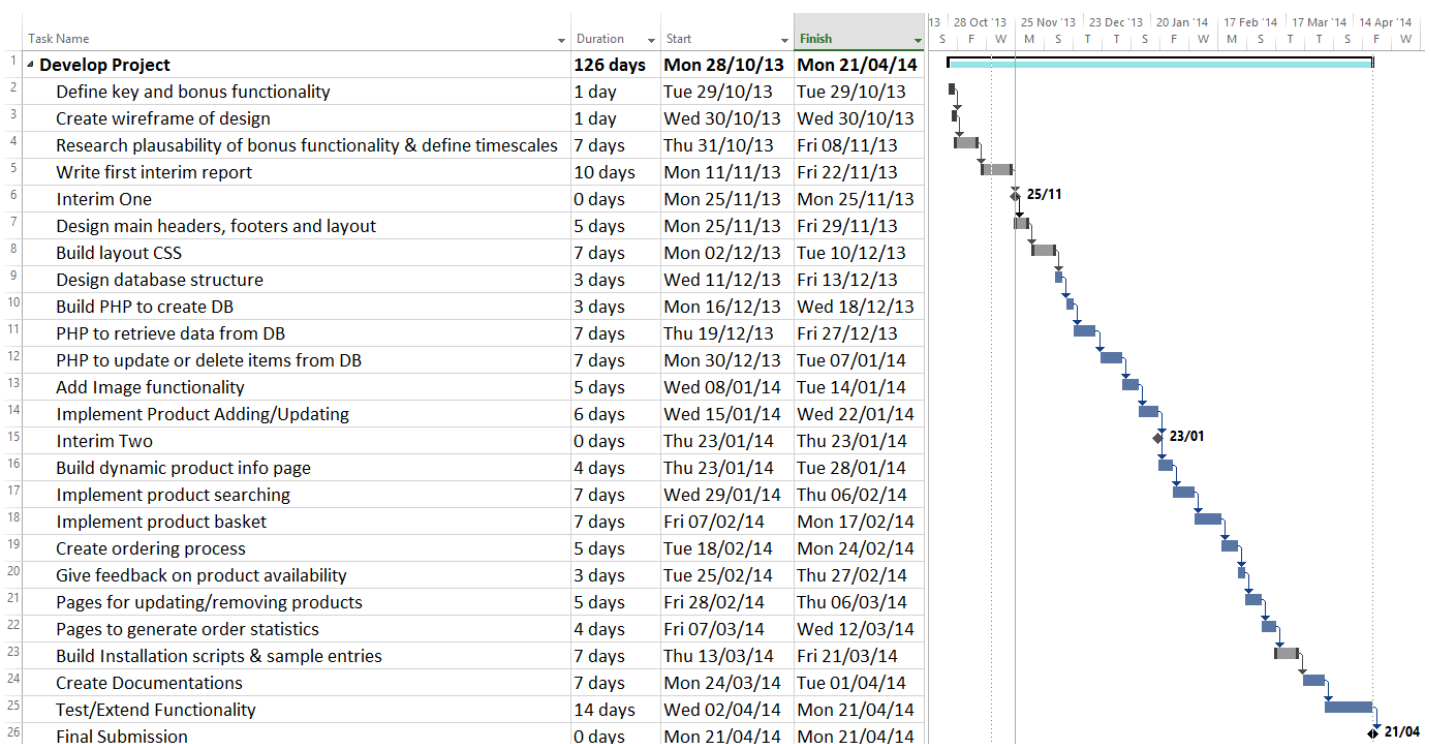 13 28 Oct '13 25 Nov '13 23 Dec '13 20 Jan '14 17 Feb '14 17 Mar '14 14 Apr '14
Task Name Duration Start Finish S F W M S T T S F W M S T T S F W
1 Develop Project 126 days Mon 28/10/13 Mon 21/04/14
2 Define key and bonus functionality 1 day Tue 29/10/13 Tue 29/10/13
3 Create wireframe of design 1 day Wed 30/10/13 Wed 30/10/13
4 Research plausability of bonus functionality & define timescales 7 days Thu 31/10/13 Fri 08/11/13
5 Write first interim report 10 days Mon 11/11/13 Fri 22/11/13
6 Interim One 0 days Mon 25/11/13 Mon 25/11/13 25/11
7 Design main headers, footers and layout 5 days Mon 25/11/13 Fri 29/11/13
8 Build layout CSS 7 days Mon 02/12/13 Tue 10/12/13
9 Design database structure 3 days Wed 11/12/13 Fri 13/12/13
10 Build PHP to create DB 3 days Mon 16/12/13 Wed 18/12/13
11 PHP to retrieve data from DB 7 days Thu 19/12/13 Fri 27/12/13
12 PHP to update or delete items from DB 7 days Mon 30/12/13 Tue 07/01/14
13 Add Image functionality 5 days Wed 08/01/14 Tue 14/01/14
14 Implement Product Adding/Updating 6 days Wed 15/01/14 Wed 22/01/14
15 Interim Two 0 days Thu 23/01/14 Thu 23/01/14 23/01
16 Build dynamic product info page 4 days Thu 23/01/14 Tue 28/01/14
17 Implement product searching 7 days Wed 29/01/14 Thu 06/02/14
18 Implement product basket 7 days Fri 07/02/14 Mon 17/02/14
19 Create ordering process 5 days Tue 18/02/14 Mon 24/02/14
20 Give feedback on product availability 3 days Tue 25/02/14 Thu 27/02/14
21 Pages for updating/removing products 5 days Fri 28/02/14 Thu 06/03/14
22 Pages to generate order statistics 4 days Fri 07/03/14 Wed 12/03/14
23 Build Installation scripts & sample entries 7 days Thu 13/03/14 Fri 21/03/14
24 Create Documentations 7 days Mon 24/03/14 Tue 01/04/14
25 Test/Extend Functionality 14 days Wed 02/04/14 Mon 21/04/14
26 Final Submission 0 days Mon 21/04/14 Mon 21/04/14 21/04